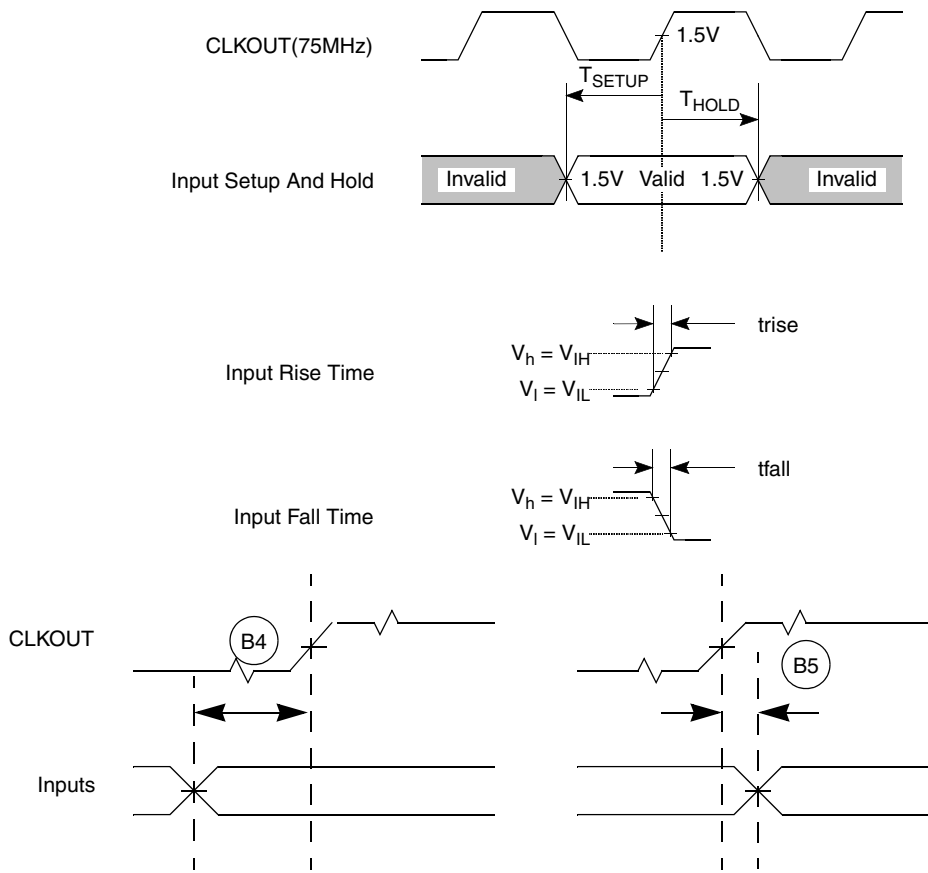 CLKOUT(75MHz)
1.5V
TSETUP
THOLD
Input Setup And Hold
Invalid
1.5V Valid 1.5V
Invalid
trise
Vh = VIH
Input Rise Time
Vl = VIL
tfall
Vh = VIH
Input Fall Time
Vl = VIL
CLKOUT
B4
B5
Inputs